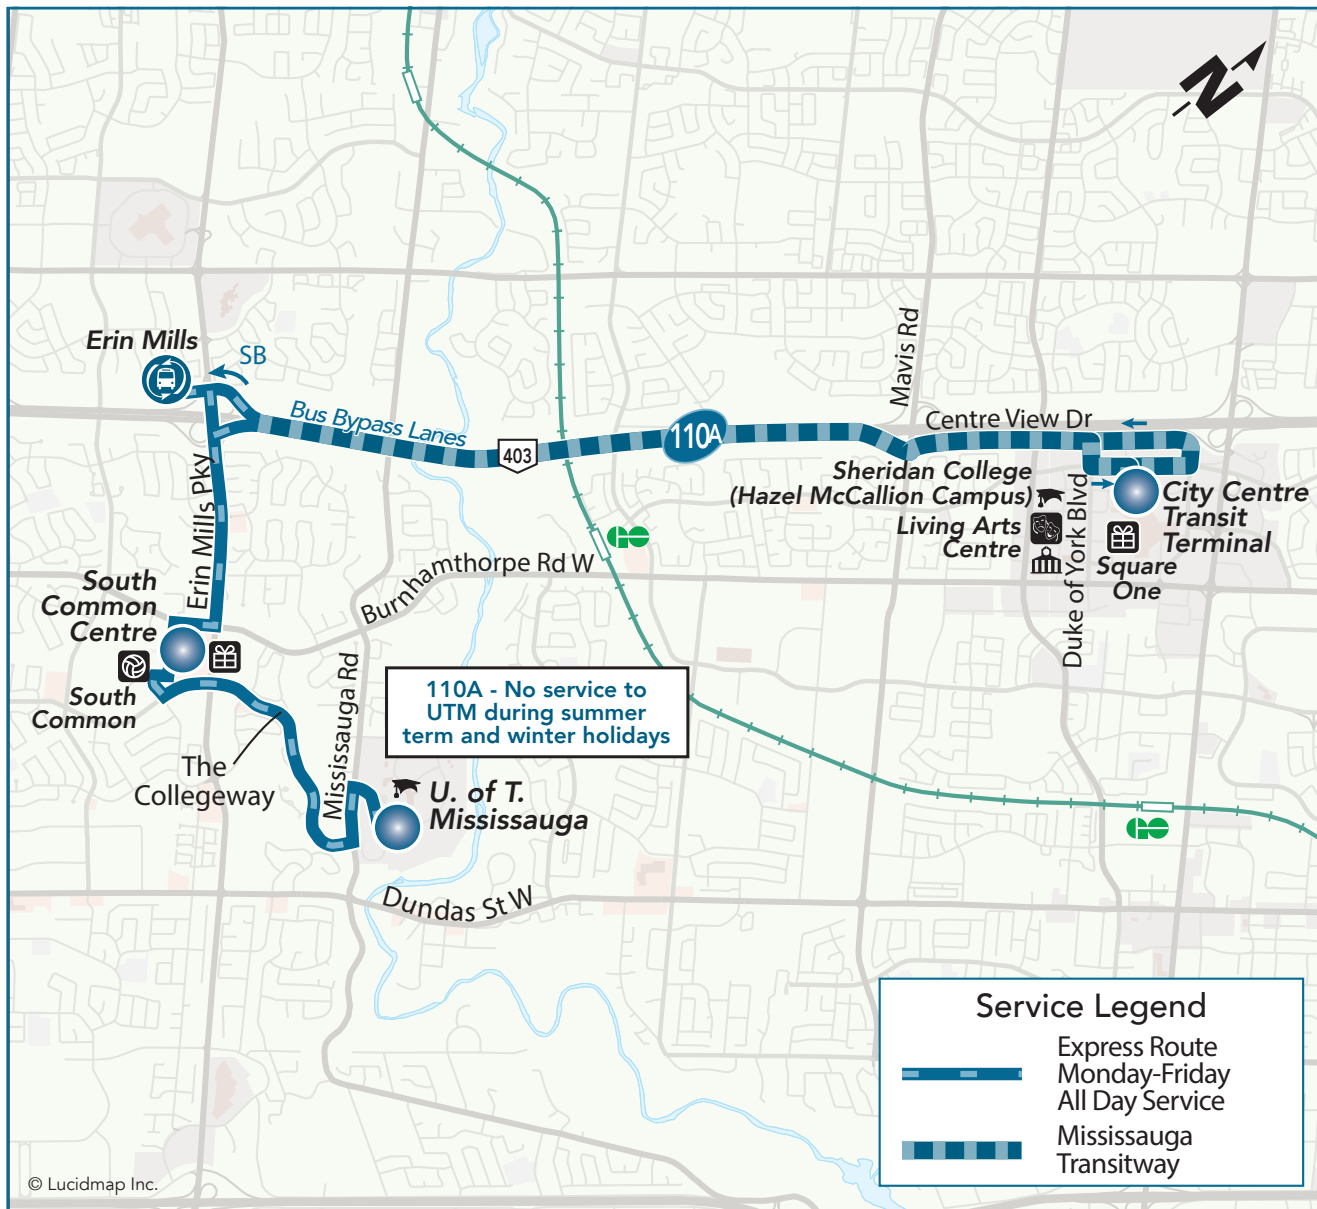 N
Erin Mills
SB
Bus Bypass Lanes
403
110A
Mavis Rd
Centre View Dr
Sheridan College
(Hazel McCallion Campus)
Living Arts
Centre
Duke of York Blvd
City Centre
Transit
Terminal
Square
One
Erin Mills Pky
GO
Burnhamthorpe Rd W
South
Common
Centre
South
Common
Mississauga Rd
110A - No service to
UTM during summer
term and winter holidays
The
Collegeway
U. of T.
Mississauga
GO
Dundas St W
Service Legend
Express Route
Monday-Friday
All Day Service
Mississauga
Transitway
© Lucidmap Inc.